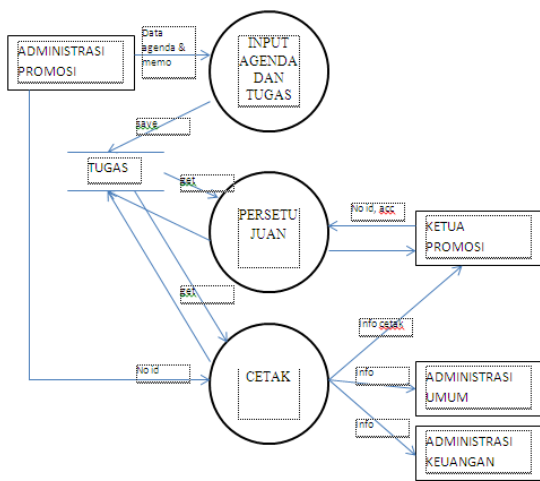 ADMINISTRASI
PROMOSI
Data
agenda &
memo
INPUT
AGENDA
DAN
TUGAS
save
TUGAS
get
No id, acc
PERSETU
JUAN
KETUA
PROMOSI
get
Info cetak
No id
CETAK
Info
ADMINISTRASI
UMUM
Info
ADMINISTRASI
KEUANGAN